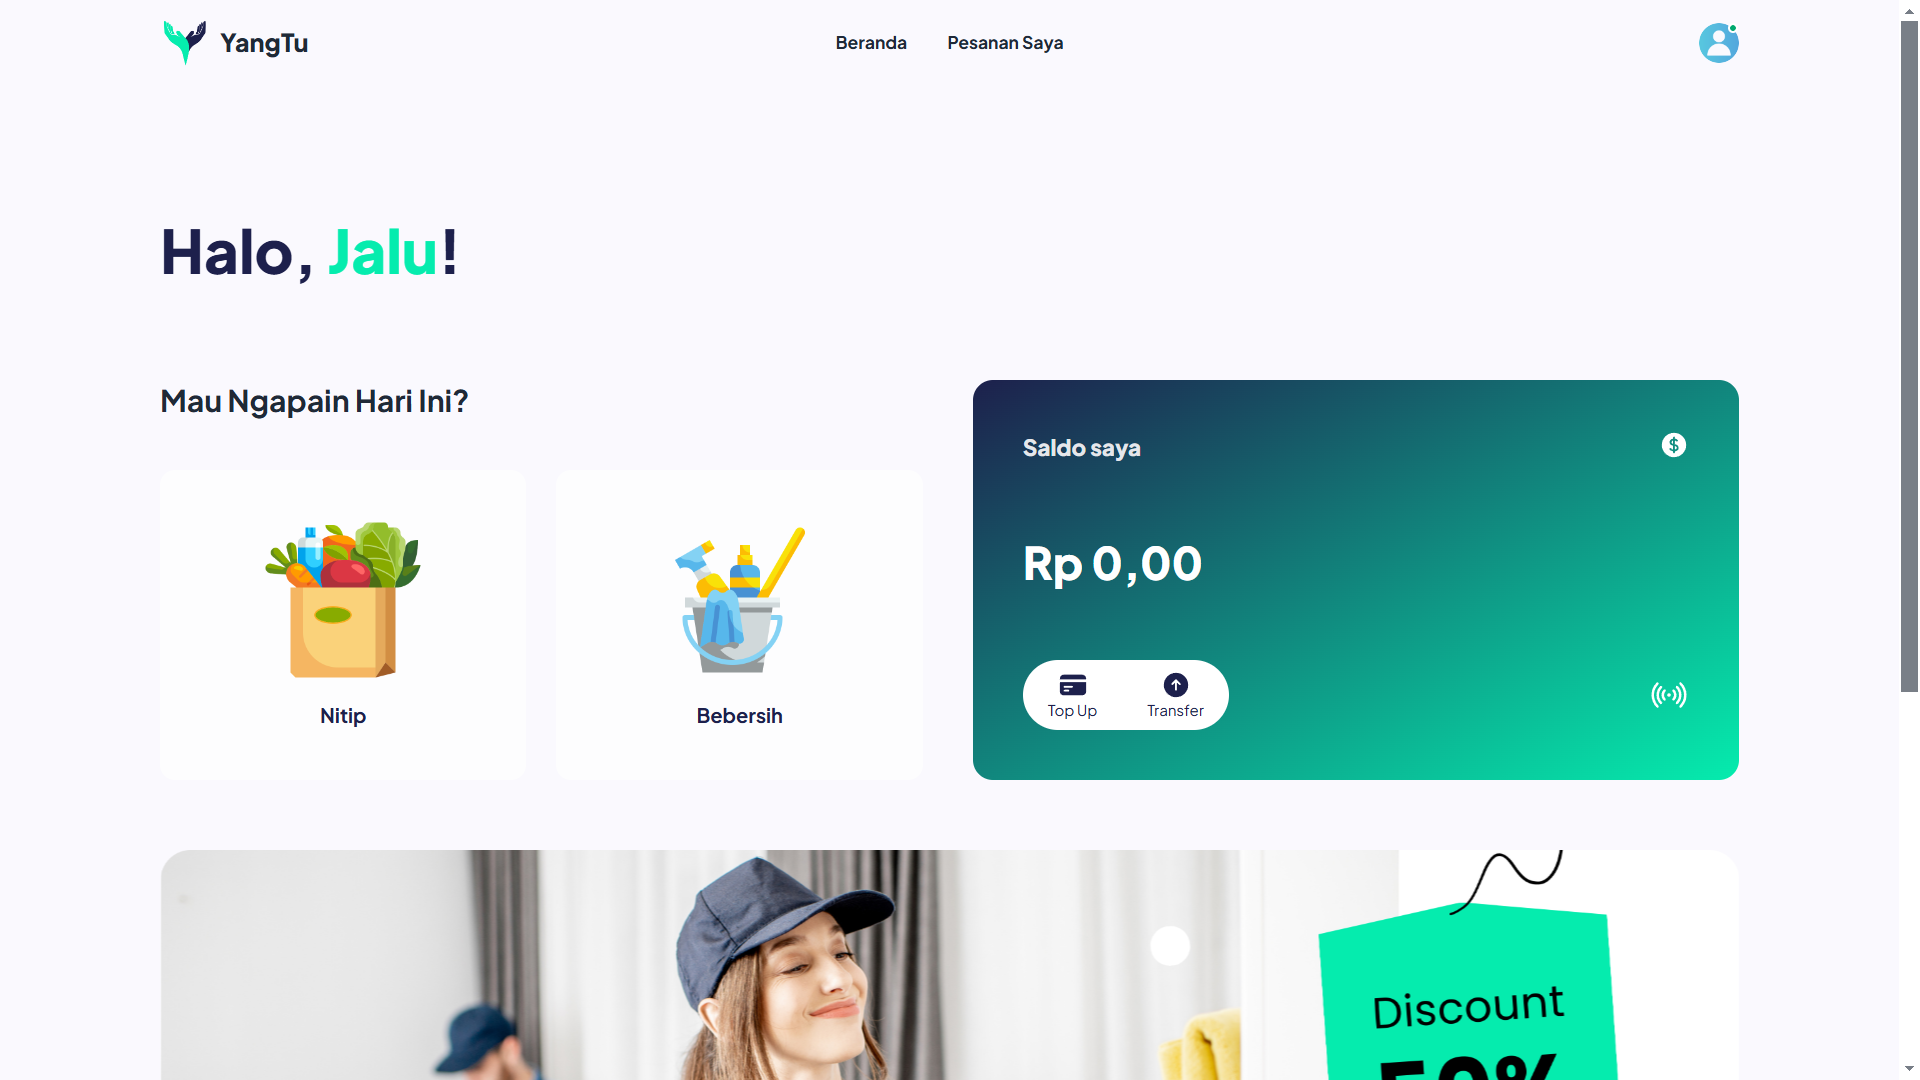 YangTu
Beranda
Pesanan Saya
Halo, Jalu!
Mau Ngapain Hari Ini?
Nitip
Bebersih
Saldo saya
$
Rp 0,00
Top Up
Transfer
Discount
50%